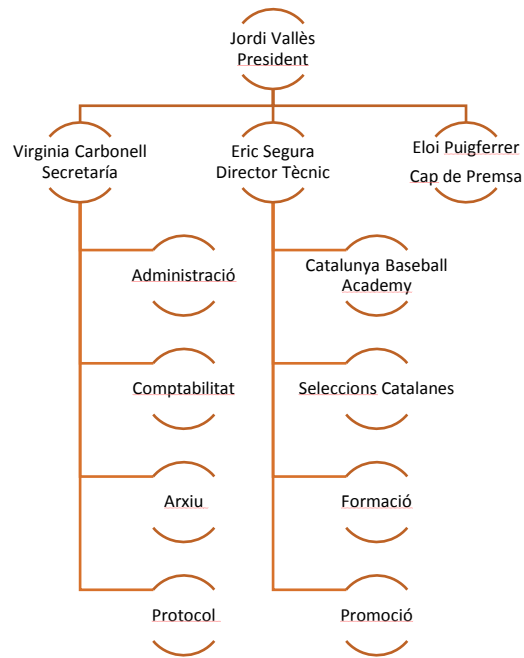 Jordi Vallès
President
Virginia Carbonell
Secretaría
Eric Segura
Director Tècnic
Eloi Puigferrer
Cap de Premsa
Administració
Catalunya Baseball
Academy
Comptabilitat
Seleccions Catalanes
Arxiu
Formació
Protocol
Promoció